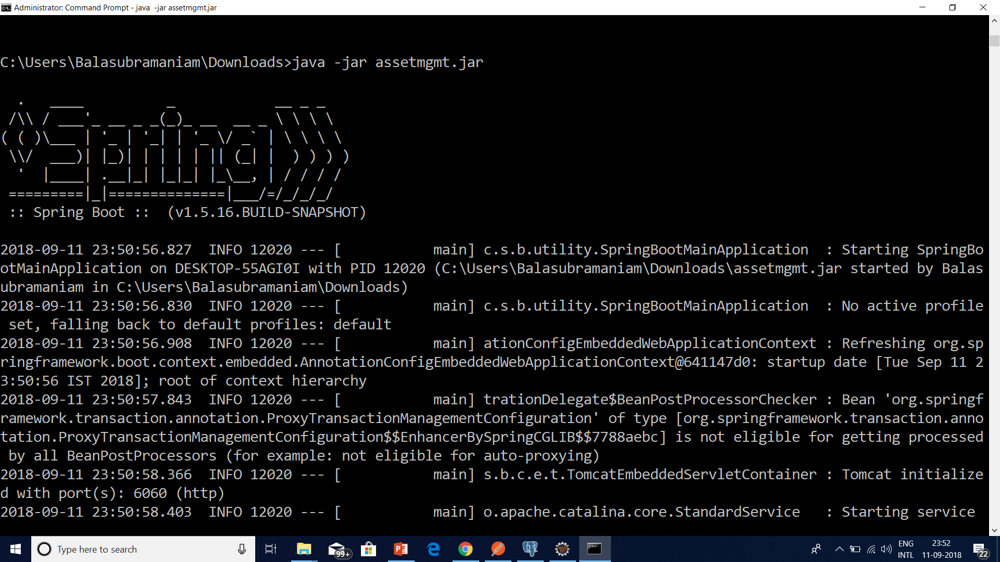 Administrator: Command Prompt - java  -jar assetmgmt.jar
C:\Users\Balasubramaniam\Downloads>java -jar assetmgmt.jar
  .   ____          _            __ _ _
 /\\ / ___'_ __ _ _(_)_ __  __ _ \ \ \ \
( ( )\___ | '_ | '_| | '_ \/ _` | \ \ \ \
 \\/  ___)| |_)| | | | | || (_| |  ) ) ) )
  '  |____| .__|_| |_|_| |_\__, | / / / /
 =========|_|==============|___/=/_/_/_/
 :: Spring Boot ::  (v1.5.16.BUILD-SNAPSHOT)
2018-09-11 23:50:56.827  INFO 12020 --- [           main] c.s.b.utility.SpringBootMainApplication  : Starting SpringBo
otMainApplication on DESKTOP-55AGI0I with PID 12020 (C:\Users\Balasubramaniam\Downloads\assetmgmt.jar started by Balas
ubramaniam in C:\Users\Balasubramaniam\Downloads)
2018-09-11 23:50:56.830  INFO 12020 --- [           main] c.s.b.utility.SpringBootMainApplication  : No active profile
 set, falling back to default profiles: default
2018-09-11 23:50:56.908  INFO 12020 --- [           main] ationConfigEmbeddedWebApplicationContext : Refreshing org.sp
ringframework.boot.context.embedded.AnnotationConfigEmbeddedWebApplicationContext@641147d0: startup date [Tue Sep 11 2
3:50:56 IST 2018]; root of context hierarchy
2018-09-11 23:50:57.843  INFO 12020 --- [           main] trationDelegate$BeanPostProcessorChecker : Bean 'org.springf
ramework.transaction.annotation.ProxyTransactionManagementConfiguration' of type [org.springframework.transaction.anno
tation.ProxyTransactionManagementConfiguration$$EnhancerBySpringCGLIB$$7788aebc] is not eligible for getting processed
 by all BeanPostProcessors (for example: not eligible for auto-proxying)
2018-09-11 23:50:58.366  INFO 12020 --- [           main] s.b.c.e.t.TomcatEmbeddedServletContainer : Tomcat initialize
d with port(s): 6060 (http)
2018-09-11 23:50:58.403  INFO 12020 --- [           main] o.apache.catalina.core.StandardService   : Starting service
Type here to search
99+
ENG
INTL
23:52
11-09-2018
22